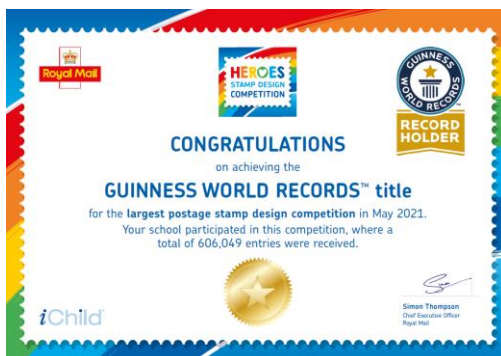 Royal Mail
HEROES
STAMP DESIGN
COMPETITION
GUINNESS
WORLD RECORDS
RECORD
HOLDER
CONGRATULATIONS
on achieving the
GUINNESS WORLD RECORDS™ title
for the largest postage stamp design competition in May 2021.
Your school participated in this competition, where a
total of 606,049 entries were received.
iChild
Simon Thompson
Chief Executive Officer
Royal Mail